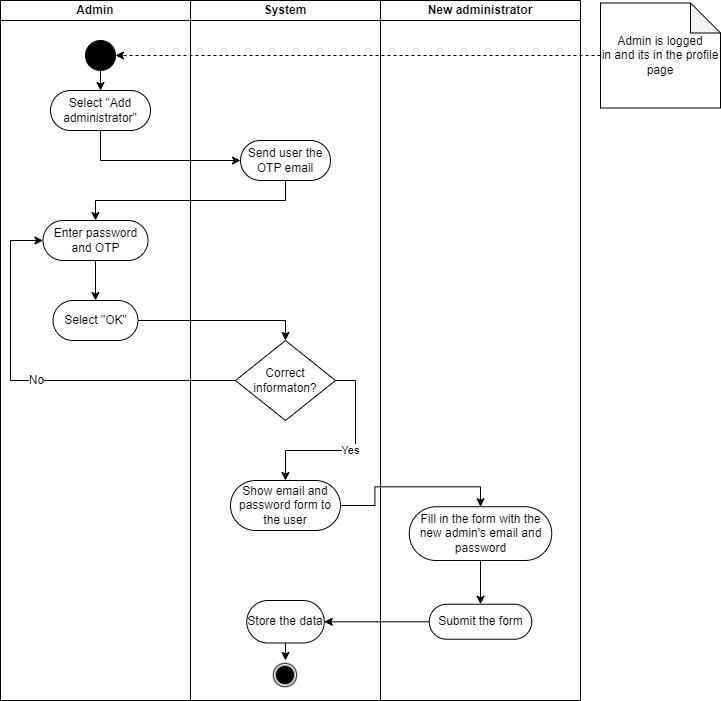 Admin
System
New administrator
Admin is logged
in and its in the profile
page
Select "Add
administrator"
Send user the
OTP email
Enter password
and OTP
Select "OK"
Correct
informaton?
No
Yes
Show email and
password form to
the user
Fill in the form with the
new admin's email and
password
Store the data
Submit the form